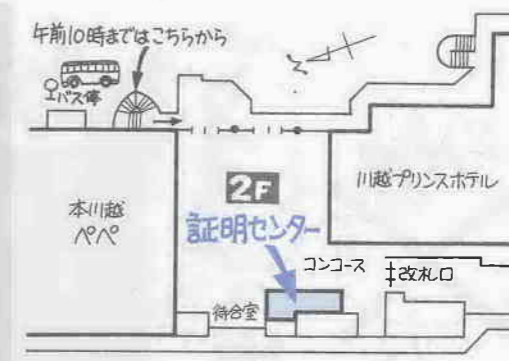 午前10時まではこちらから
バス停
2F
証明センター
本川越
ペペ
川越プリンスホテル
コンコース
改札口
待合室